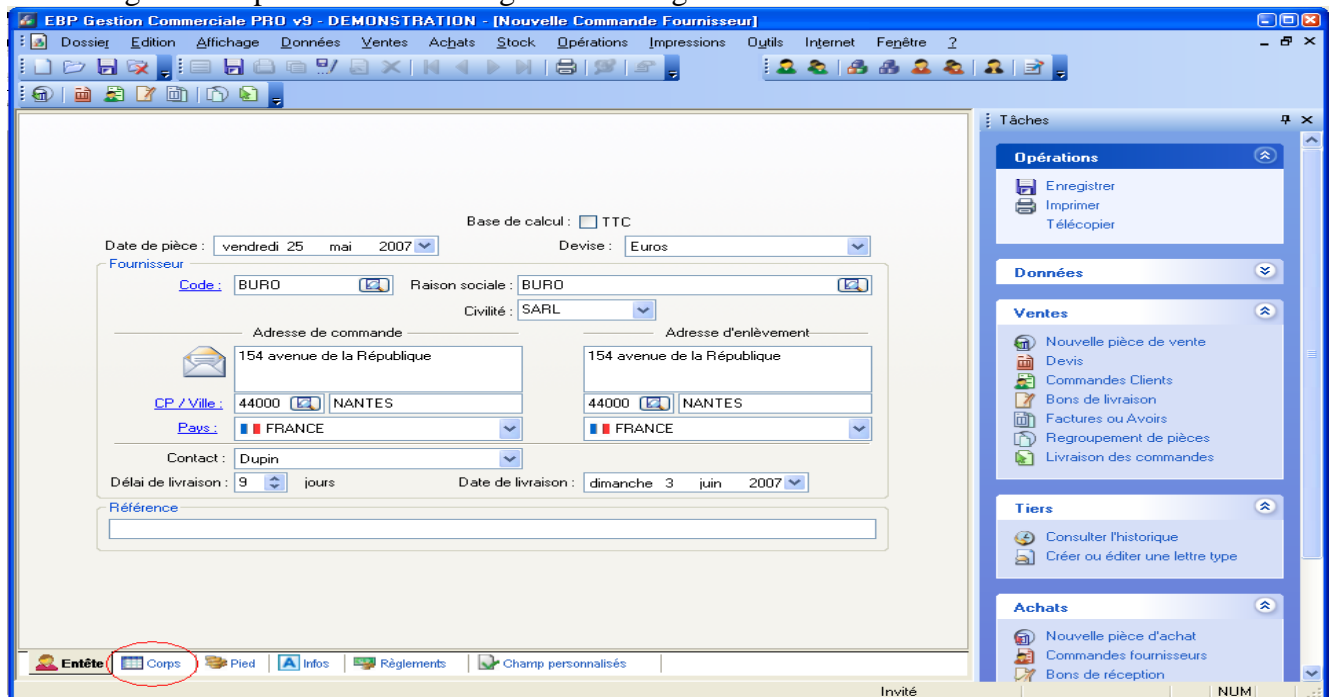 EBP Gestion Commerciale PRO v9 - DEMONSTRATION - [Nouvelle Commande Fournisseur]
Dossier Edition Affichage Données Ventes Achats Stock Opérations Impressions Outils Internet Fenêtre ?
Tâches
Opérations
Enregistrer
Imprimer
Télécopier
Données
Ventes
Nouvelle pièce de vente
Devis
Commandes Clients
Bons de livraison
Factures ou Avoirs
Regroupement de pièces
Livraison des commandes
Tiers
Consulter l'historique
Créer ou éditer une lettre type
Achats
Nouvelle pièce d'achat
Commandes fournisseurs
Bons de réception
Base de calcul : TTC
Date de pièce : vendredi 25 mai 2007 Devise : Euros
Fournisseur
Code : BURO Raison sociale : BURO
Civilité : SARL
Adresse de commande Adresse d'enlèvement
154 avenue de la République 154 avenue de la République
CP / Ville : 44000 NANTES 44000 NANTES
Pays : FRANCE FRANCE
Contact : Dupin
Délai de livraison : 9 jours Date de livraison : dimanche 3 juin 2007
Référence
Entête Corps Pied Infos Règlements Champ personnalisés
Invité NUM